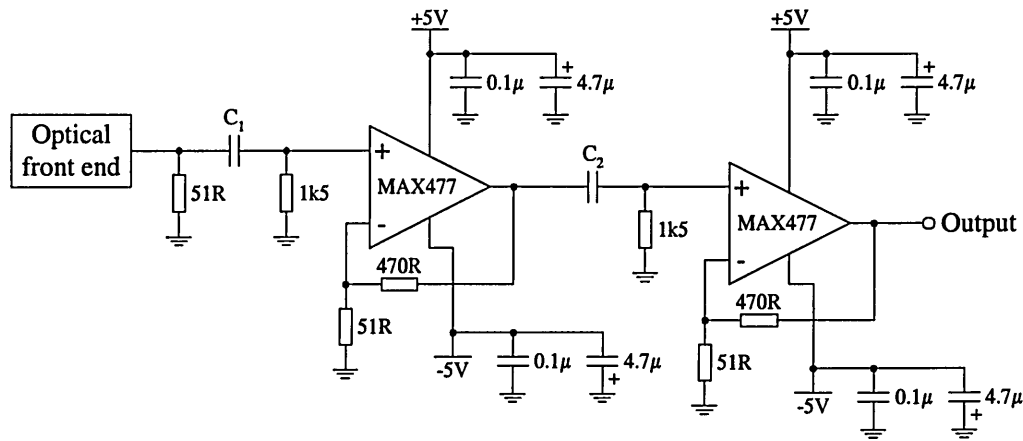 +5V
+5V
0.1μ
+
4.7μ
0.1μ
+
4.7μ
Optical
front end
C1
+
MAX477
-
51R
1k5
470R
51R
-5V
0.1μ
4.7μ
+
C2
1k5
+
MAX477
-
Output
470R
51R
-5V
0.1μ
4.7μ
+